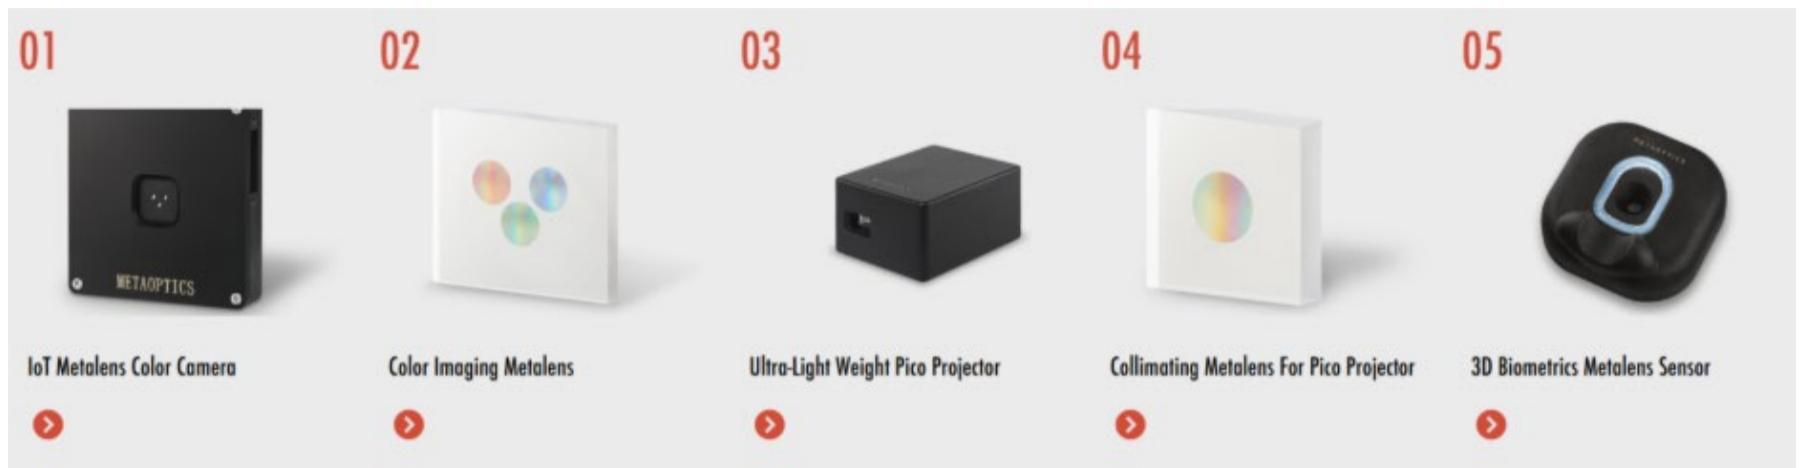 01
02
03
04
05
METAOPTICS
METAOPTICS
IoT Metalens Color Camera
Color Imaging Metalens
Ultra-Light Weight Pico Projector
Collimating Metalens For Pico Projector
3D Biometrics Metalens Sensor